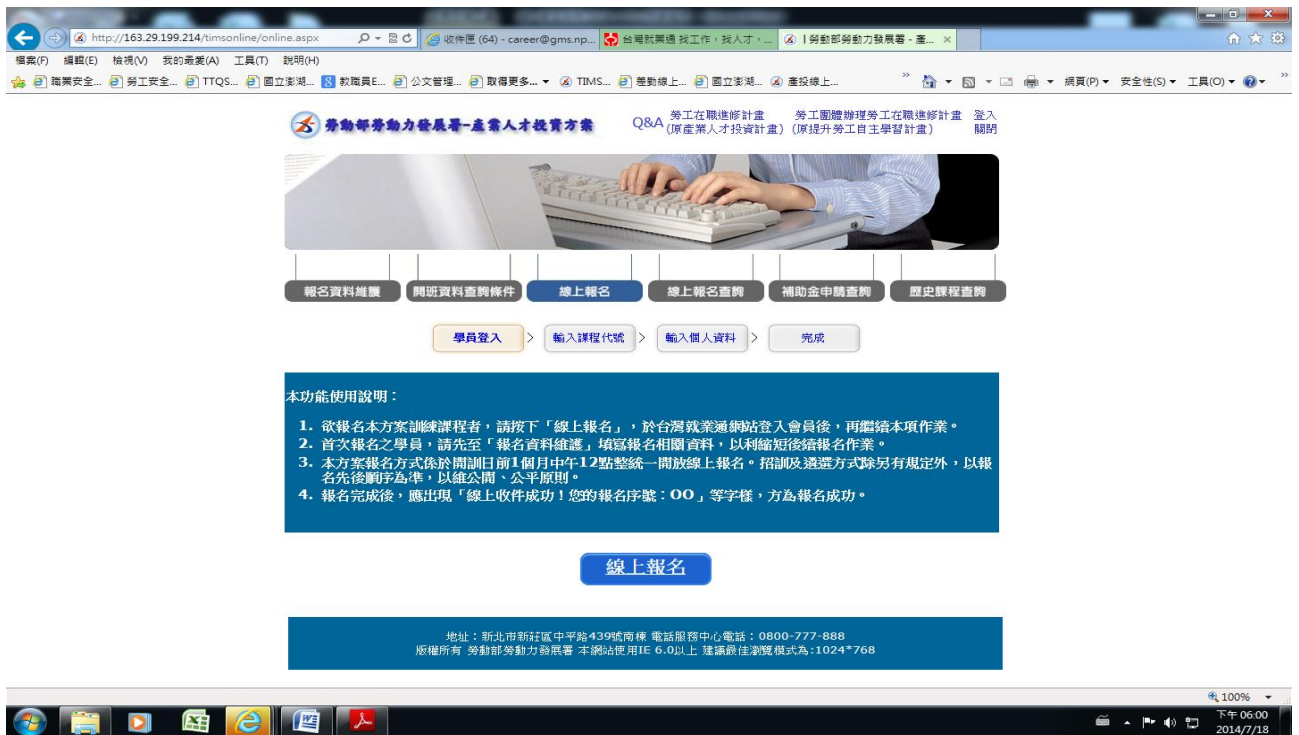 http://163.29.199.214/timsonline/online.aspx
收件匣 (64) - career@gms.np...
台灣就業通 找工作，找人才，...
勞動部勞動力發展署 - 產...
檔案(F) 編輯(E) 檢視(V) 我的最愛(A) 工具(T) 說明(H)
職業安全... 勞工安全... TTQS... 國立澎湖... 教職員E... 公文管理... 取得更多... TIMS... 差勤線上... 國立澎湖... 產投線上...
網頁(P) 安全性(S) 工具(O)
勞動部勞動力發展署-產業人才投資方案
Q&A
勞工在職進修計畫
(原產業人才投資計畫)
勞工團體辦理勞工在職進修計畫
(原提升勞工自主學習計畫)
登入
關閉
報名資料維護 開班資料查詢條件 線上報名 線上報名查詢 補助金申請查詢 歷史課程查詢
學員登入 > 輸入課程代號 > 輸入個人資料 > 完成
本功能使用說明：
1. 欲報名本方案訓練課程者，請按下「線上報名」，於台灣就業通網站登入會員後，再繼續本項作業。
2. 首次報名之學員，請先至「報名資料維護」填寫報名相關資料，以利縮短後續報名作業。
3. 本方案報名方式係於開訓日前1個月中午12點整統一開放線上報名。招訓及遴選方式除另有規定外，以報
名先後順序為準，以維公開、公平原則。
4. 報名完成後，應出現「線上收件成功！您的報名序號：OO」等字樣，方為報名成功。
線上報名
地址：新北市新莊區中平路439號南棟 電話服務中心電話：0800-777-888
版權所有 勞動部勞動力發展署 本網站使用IE 6.0以上 建議最佳瀏覽模式為:1024*768
100%
下午 06:00
2014/7/18